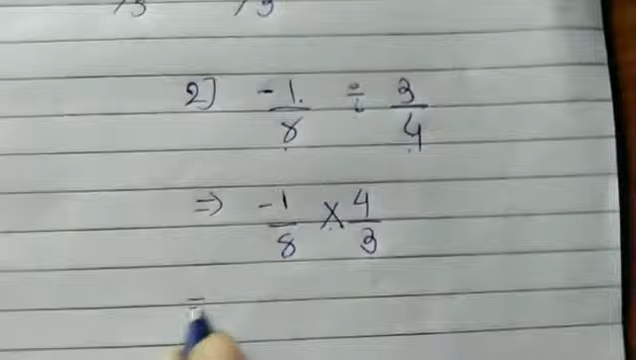 2) -1/8 ÷ 3/4
⇒ -1/8 × 4/3
=